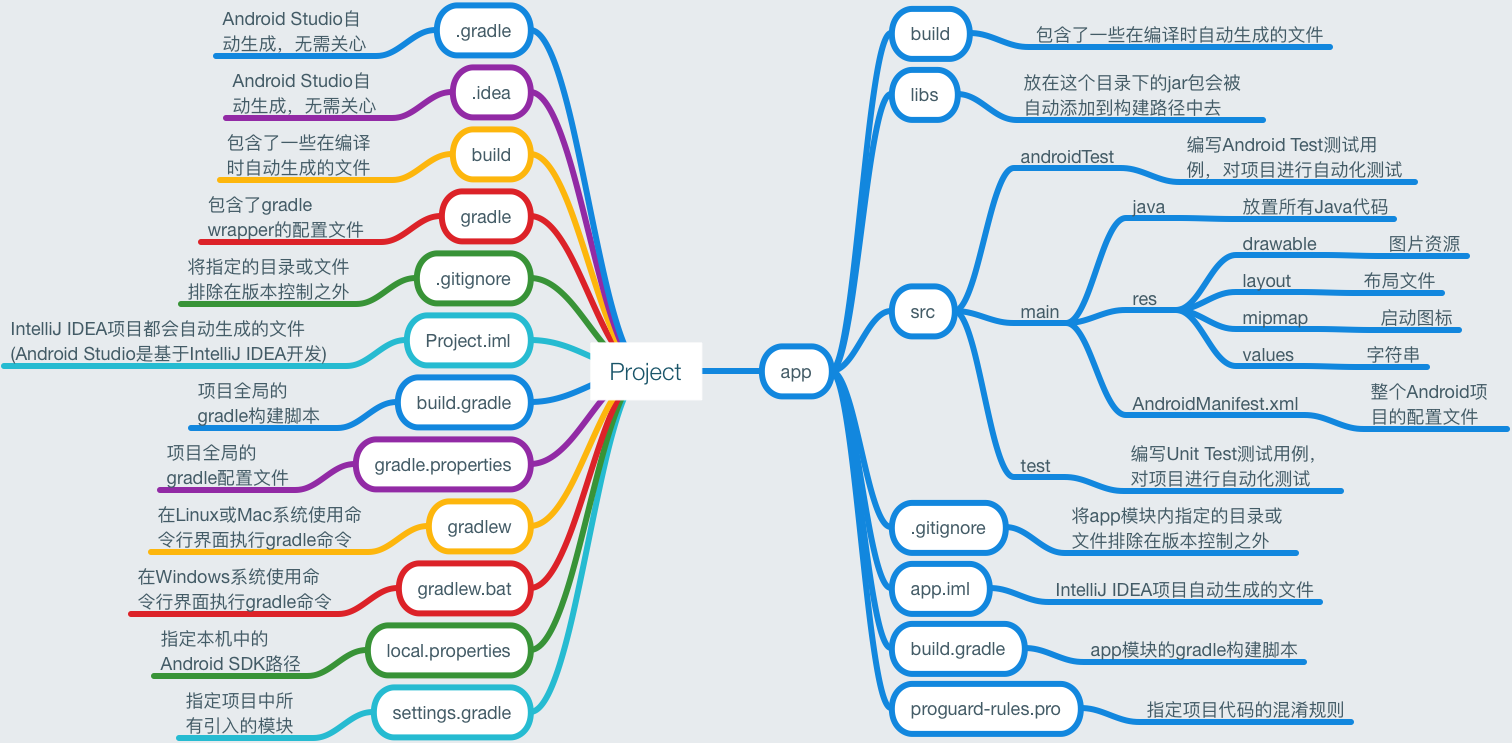 Android Studio自
动生成，无需关心
.gradle
Android Studio自
动生成，无需关心
.idea
包含了一些在编译
时自动生成的文件
build
包含了gradle
wrapper的配置文件
gradle
将指定的目录或文件
排除在版本控制之外
.gitignore
IntelliJ IDEA项目都会自动生成的文件
(Android Studio是基于IntelliJ IDEA开发)
Project.iml
项目全局的
gradle构建脚本
build.gradle
项目全局的
gradle配置文件
gradle.properties
在Linux或Mac系统使用命
令行界面执行gradle命令
gradlew
在Windows系统使用命
令行界面执行gradle命令
gradlew.bat
指定本机中的
Android SDK路径
local.properties
指定项目中所
有引入的模块
settings.gradle
Project
app
build
包含了一些在编译时自动生成的文件
libs
放在这个目录下的jar包会被
自动添加到构建路径中去
src
androidTest
编写Android Test测试用
例，对项目进行自动化测试
main
java
放置所有Java代码
res
drawable
图片资源
layout
布局文件
mipmap
启动图标
values
字符串
AndroidManifest.xml
整个Android项
目的配置文件
test
编写Unit Test测试用例，
对项目进行自动化测试
.gitignore
将app模块内指定的目录或
文件排除在版本控制之外
app.iml
IntelliJ IDEA项目自动生成的文件
build.gradle
app模块的gradle构建脚本
proguard-rules.pro
指定项目代码的混淆规则